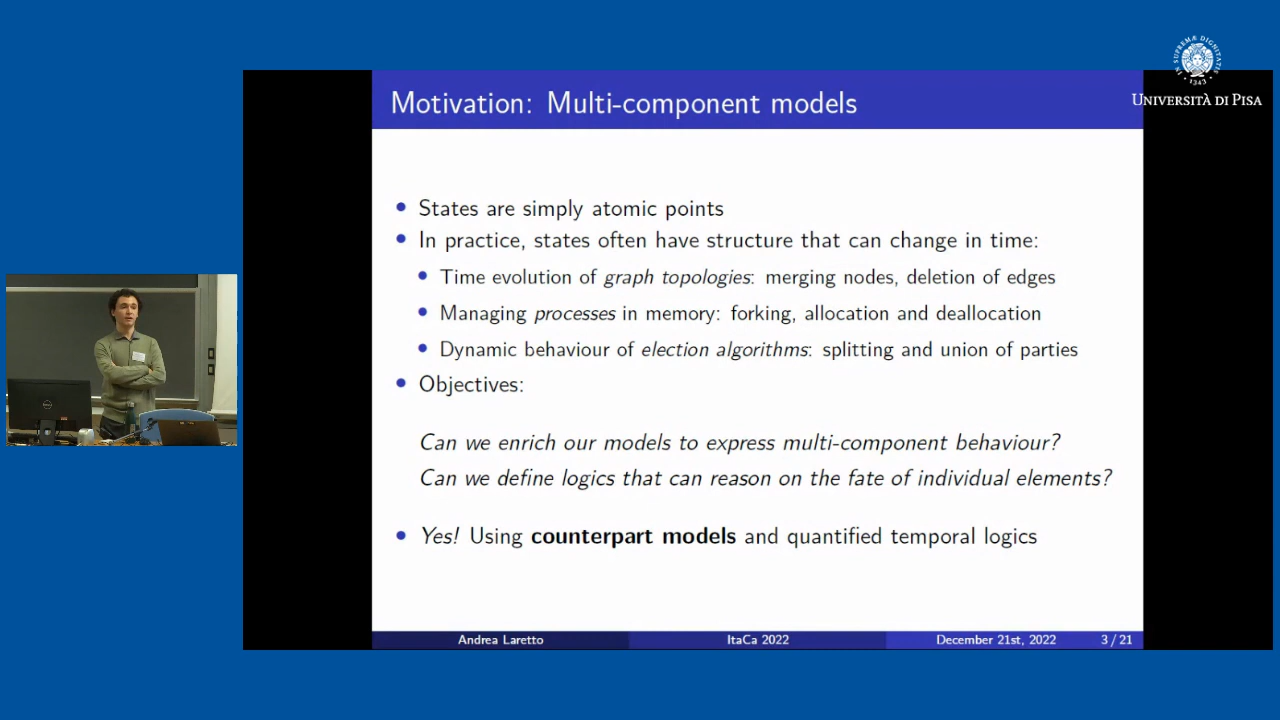 IN SUPREMÆ DIGNITATIS
1343
UNIVERSITÀ DI PISA
Motivation: Multi-component models
• States are simply atomic points
• In practice, states often have structure that can change in time:
• Time evolution of graph topologies: merging nodes, deletion of edges
• Managing processes in memory: forking, allocation and deallocation
• Dynamic behaviour of election algorithms: splitting and union of parties
• Objectives:
Can we enrich our models to express multi-component behaviour?
Can we define logics that can reason on the fate of individual elements?
• Yes! Using counterpart models and quantified temporal logics
Andrea Laretto
ItaCa 2022
December 21st, 2022
3 / 21